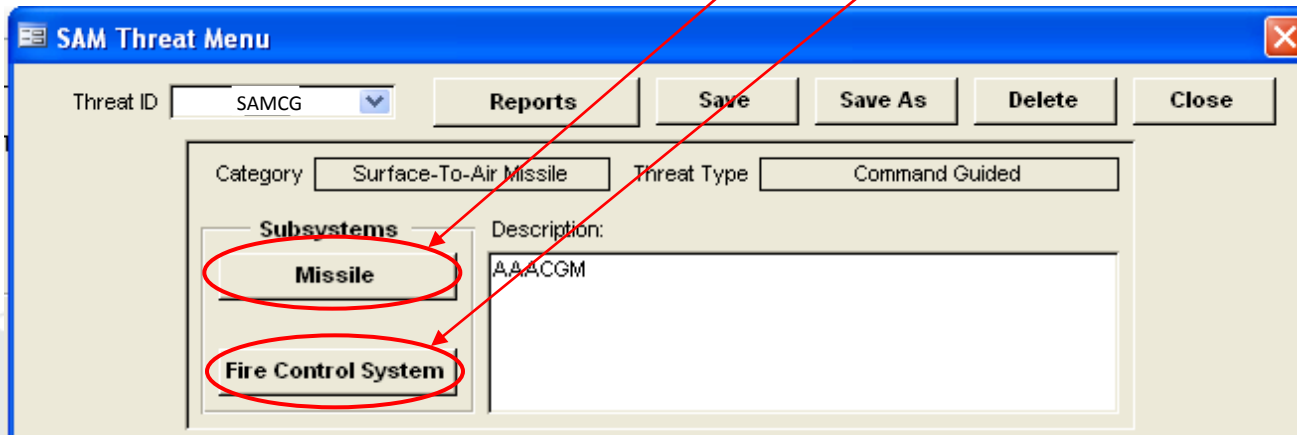 SAM Threat Menu
Threat ID SAMCG Reports Save Save As Delete Close
Category Surface-To-Air Missile Threat Type Command Guided
Subsystems Description:
Missile AAACGM
Fire Control System